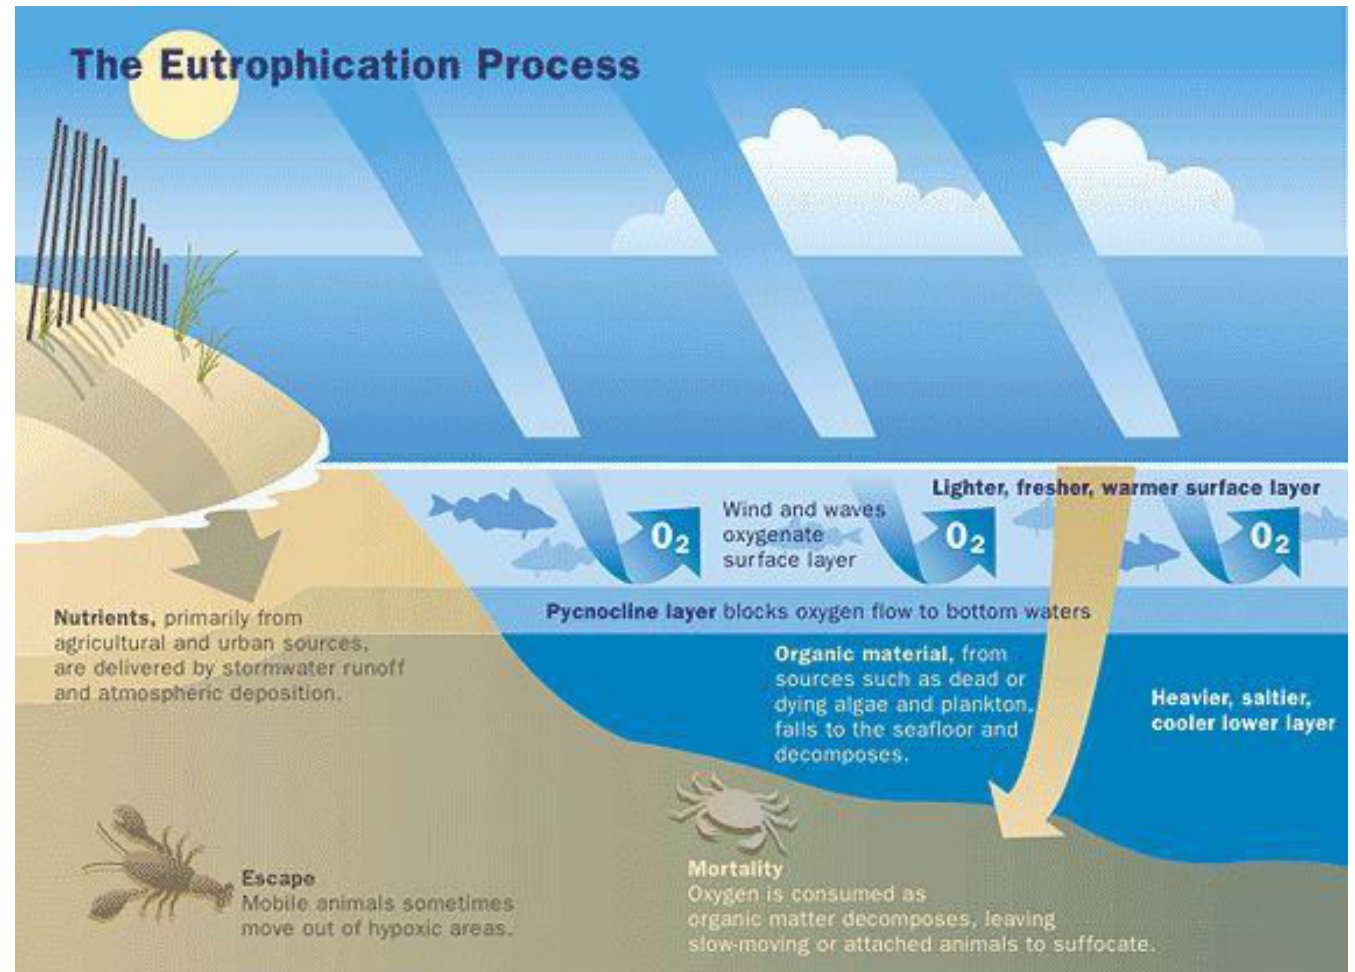 The Eutrophication Process
Lighter, fresher, warmer surface layer
Wind and waves
oxygenate
surface layer
O₂
O₂
O₂
Pycnocline layer blocks oxygen flow to bottom waters
Nutrients, primarily from
agricultural and urban sources,
are delivered by stormwater runoff
and atmospheric deposition.
Organic material, from
sources such as dead or
dying algae and plankton,
falls to the seafloor and
decomposes.
Heavier, saltier,
cooler lower layer
Escape
Mobile animals sometimes
move out of hypoxic areas.
Mortality
Oxygen is consumed as
organic matter decomposes, leaving
slow-moving or attached animals to suffocate.